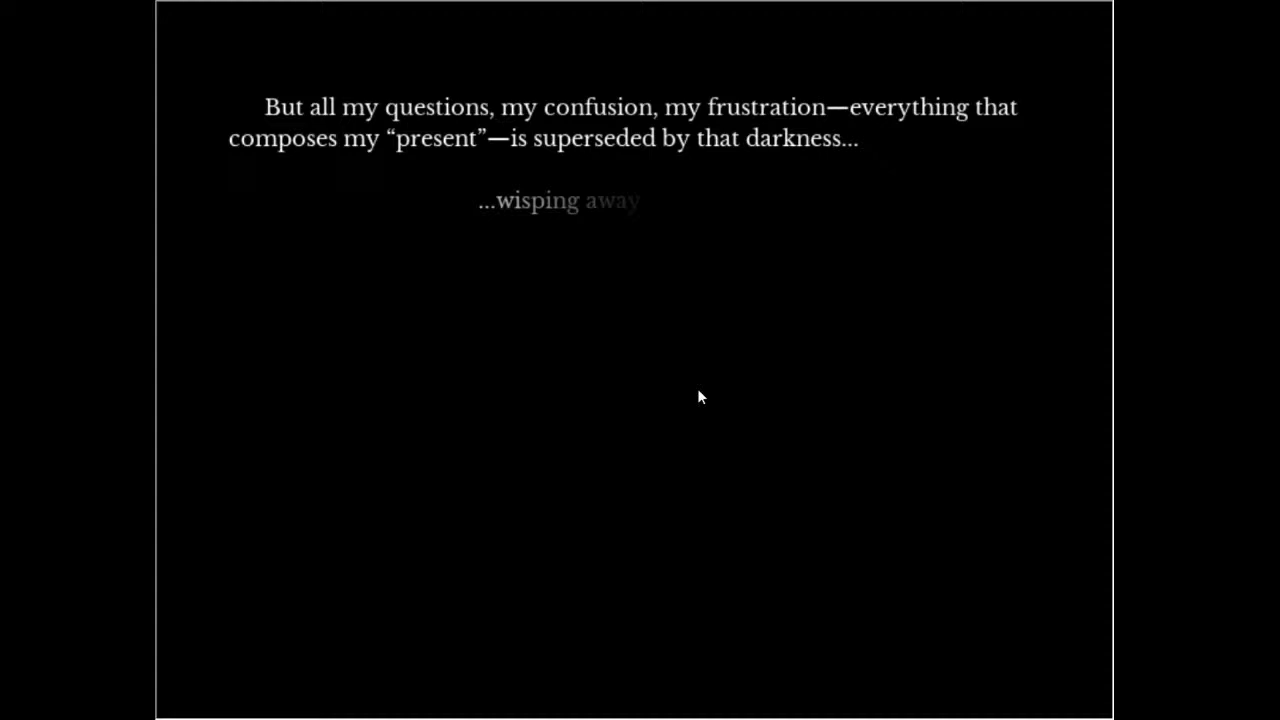 But all my questions, my confusion, my frustration—everything that
composes my “present”—is superseded by that darkness...
...wisping away